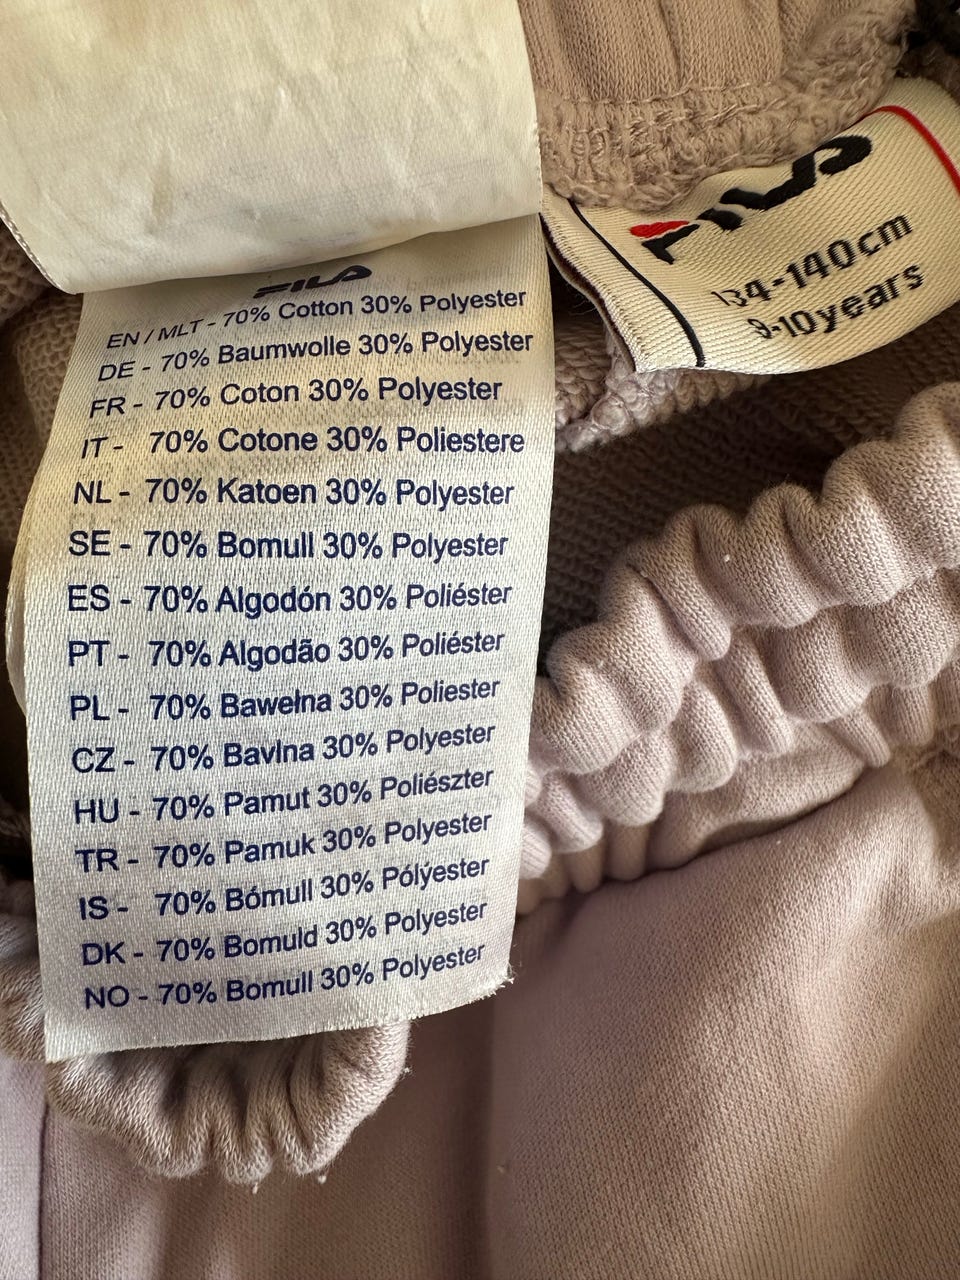 FILA
EN / MLT - 70% Cotton 30% Polyester
DE - 70% Baumwolle 30% Polyester
FR - 70% Coton 30% Polyester
IT - 70% Cotone 30% Poliestere
NL - 70% Katoen 30% Polyester
SE - 70% Bomull 30% Polyester
ES - 70% Algodón 30% Poliéster
PT - 70% Algodão 30% Poliéster
PL - 70% Bawełna 30% Poliester
CZ - 70% Bavlna 30% Polyester
HU - 70% Pamut 30% Poliészter
TR - 70% Pamuk 30% Polyester
IS - 70% Bómull 30% Pólýester
DK - 70% Bomuld 30% Polyester
NO - 70% Bomull 30% Polyester
FILA
134-140cm
9-10years